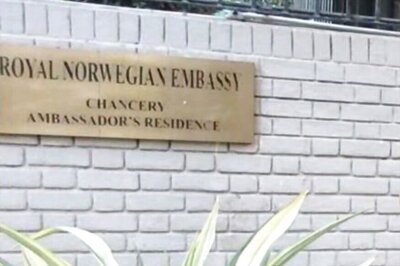 ROYAL NORWEGIAN EMBASSY
CHANCERY
AMBASSADOR'S RESIDENCE